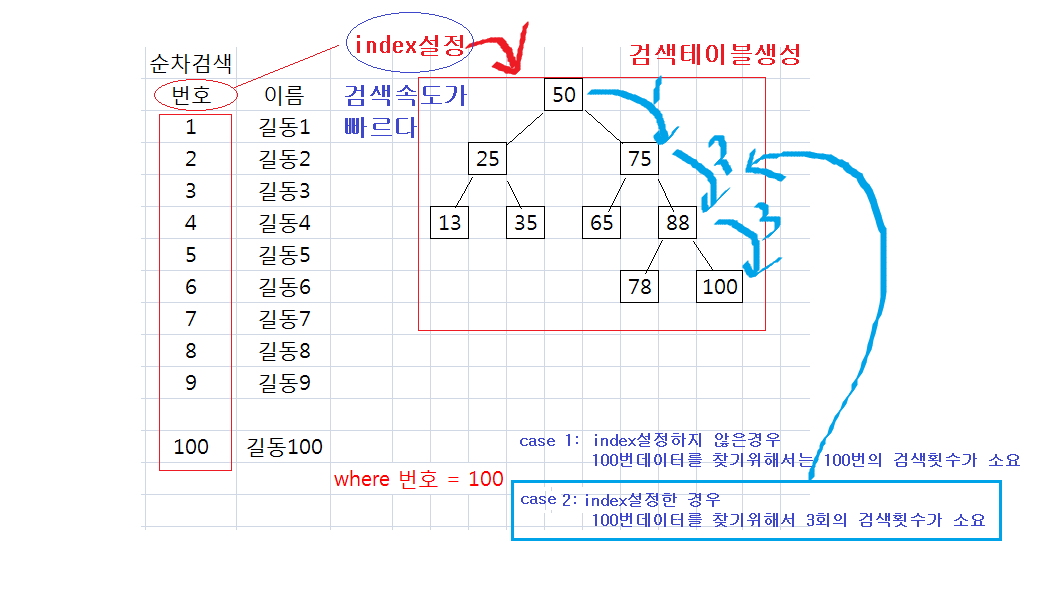 index설정
검색테이블생성
순차검색
번호 이름
검색속도가
빠르다
50
1 길동1
2 길동2
25 75
3 길동3
4 길동4
13 35 65 88
5 길동5
6 길동6
78 100
7 길동7
8 길동8
9 길동9
100 길동100
where 번호 = 100
1
2
3
case 1: index설정하지 않은경우
100번데이터를 찾기위해서는 100번의 검색횟수가 소요
case 2: index설정한 경우
100번데이터를 찾기위해서 3회의 검색횟수가 소요